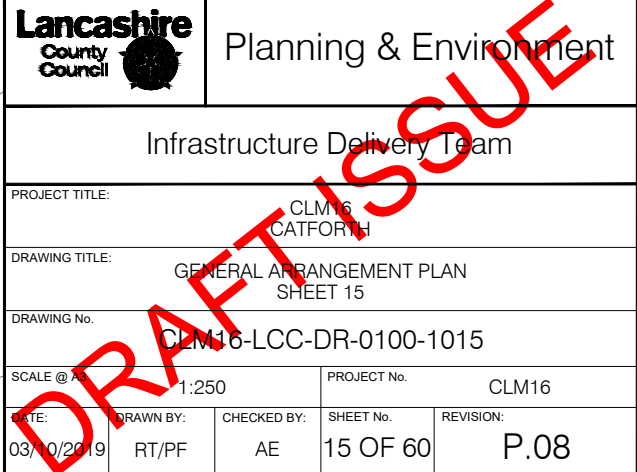 Lancashire
County
Council
Planning & Environment
Infrastructure Delivery Team
PROJECT TITLE:
CLM16
CATFORTH
DRAWING TITLE:
GENERAL ARRANGEMENT PLAN
SHEET 15
DRAWING No.
CLM16-LCC-DR-0100-1015
SCALE @ A3
1:250
PROJECT No.
CLM16
DATE:
03/10/2019
DRAWN BY:
RT/PF
CHECKED BY:
AE
SHEET No.
15 OF 60
REVISION:
P.08
DRAFT ISSUE